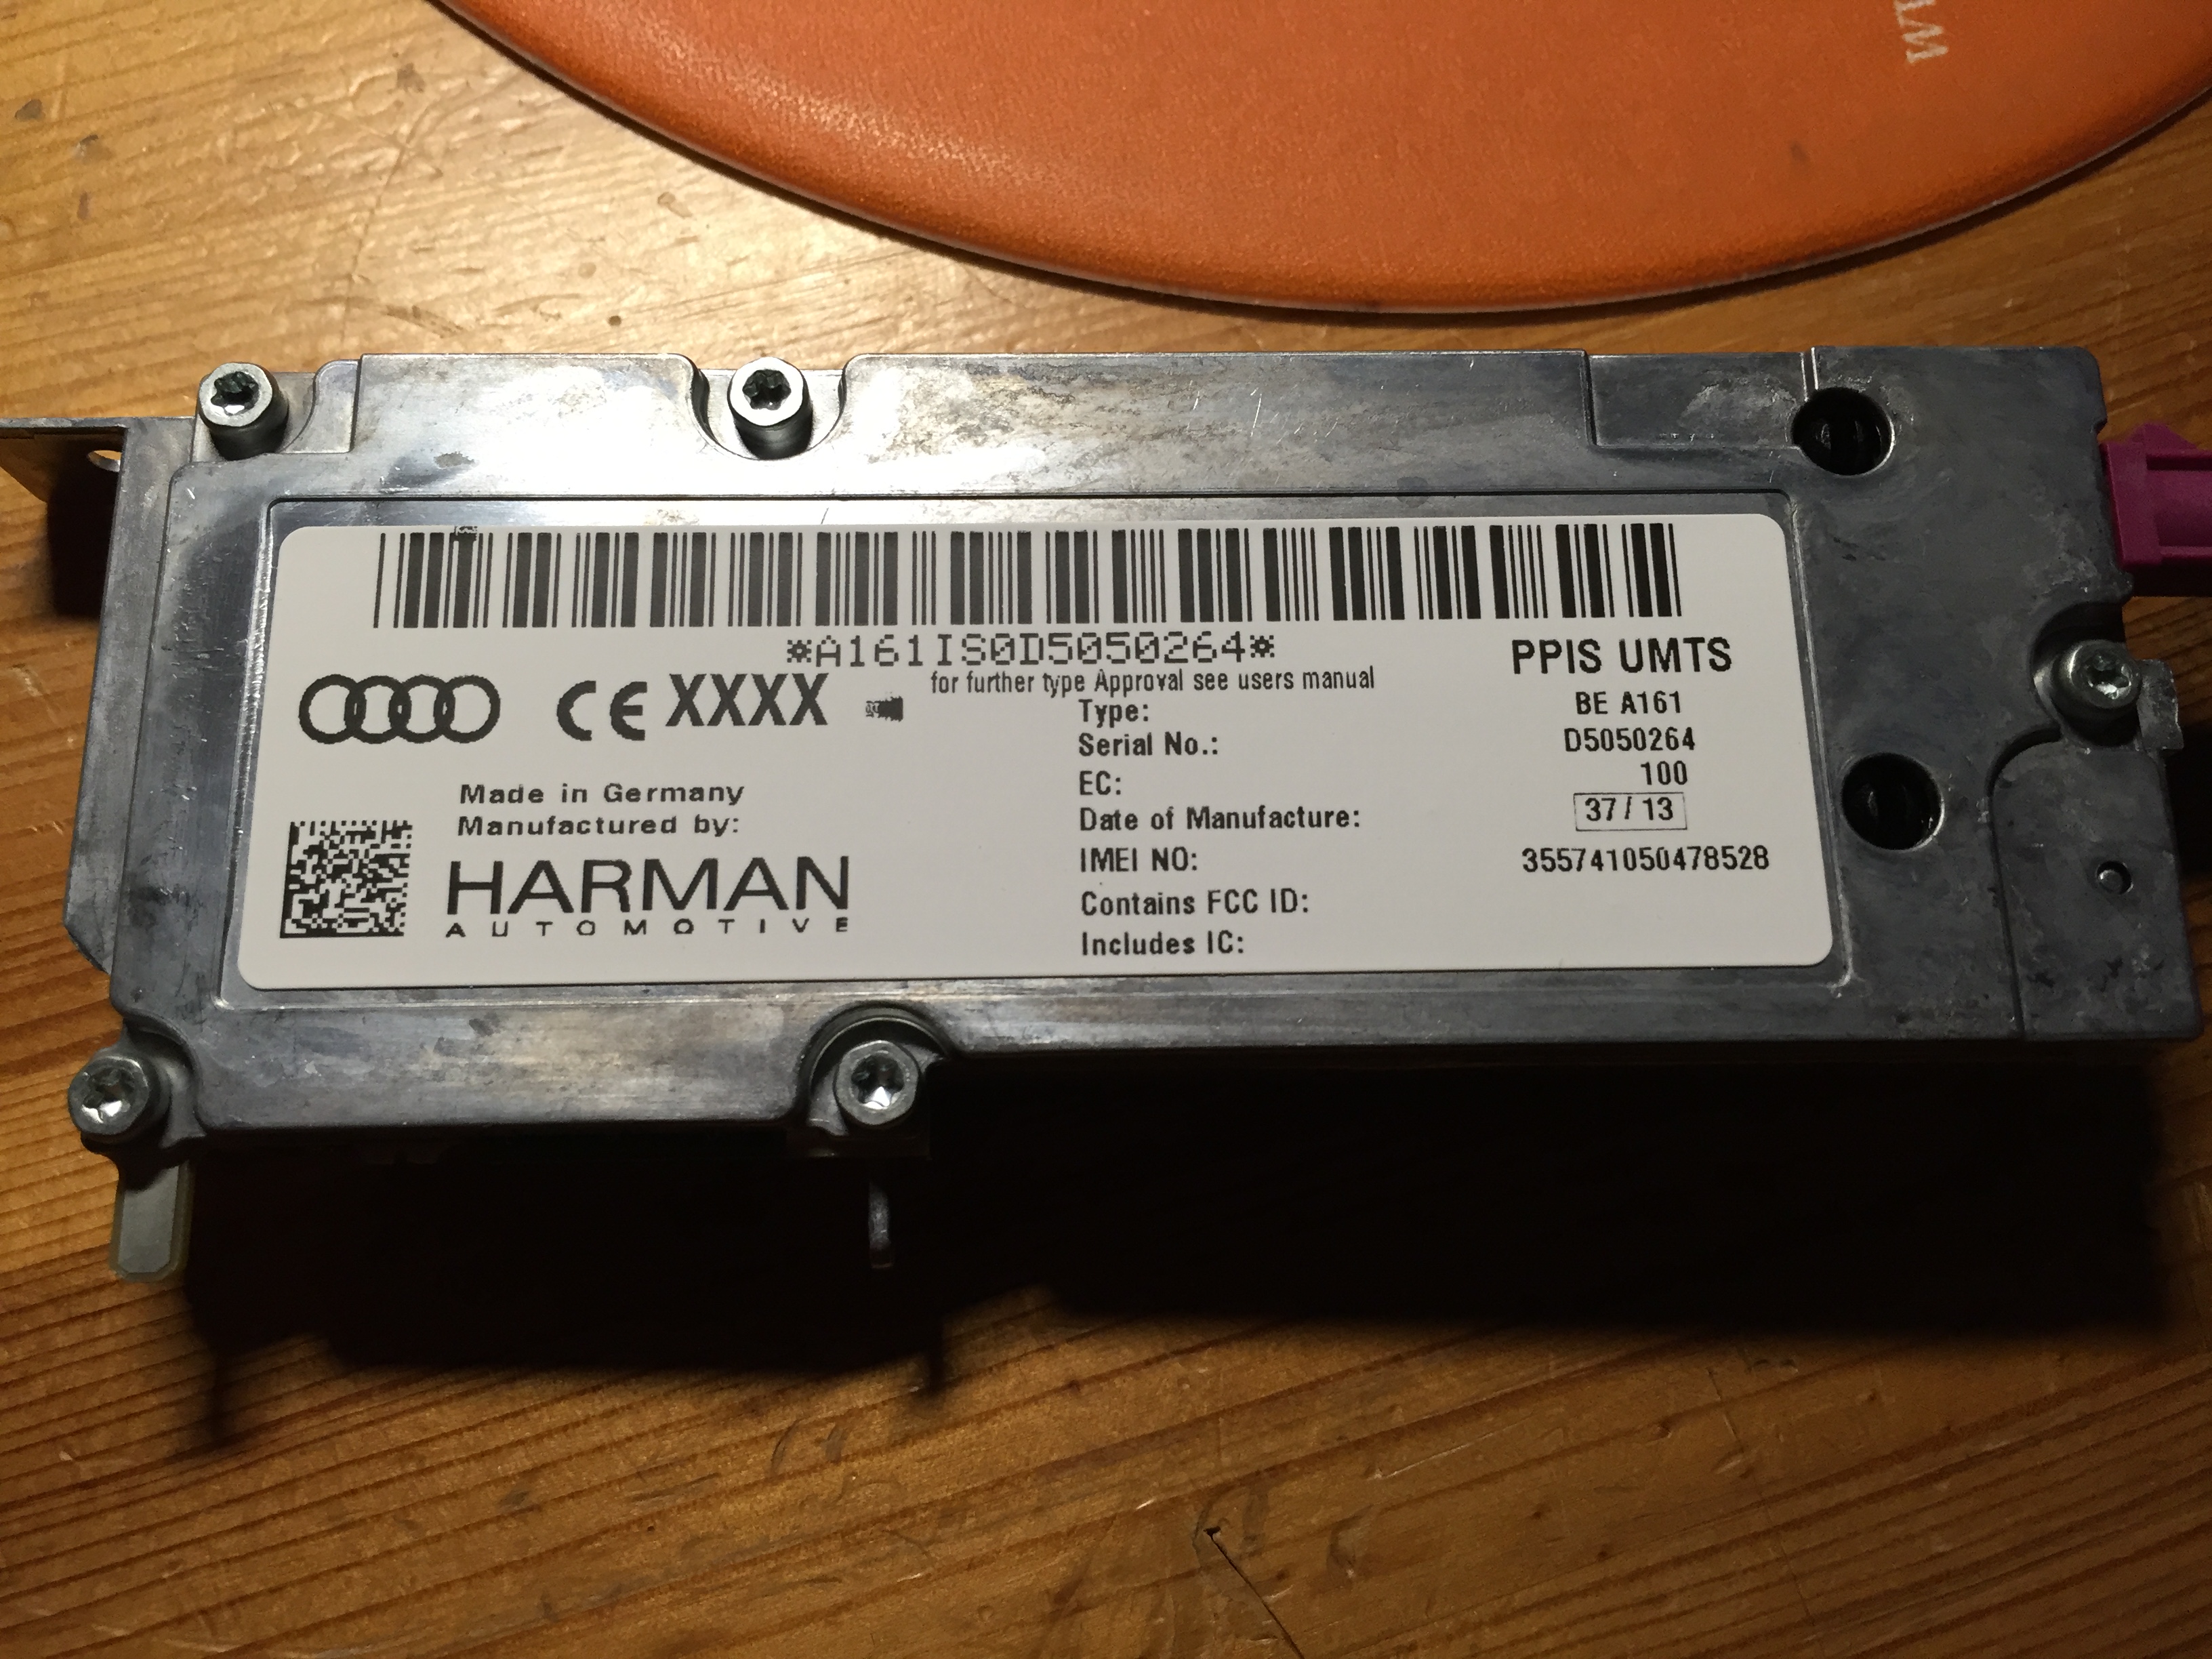 *A161IS0D5050264*
for further type Approval see users manual
PPIS UMTS
CE XXXX
Type: BE A161
Serial No.: D5050264
EC: 100
Date of Manufacture: 37 / 13
IMEI NO: 355741050478528
Contains FCC ID:
Includes IC:
Made in Germany
Manufactured by:
HARMAN
AUTOMOTIVE